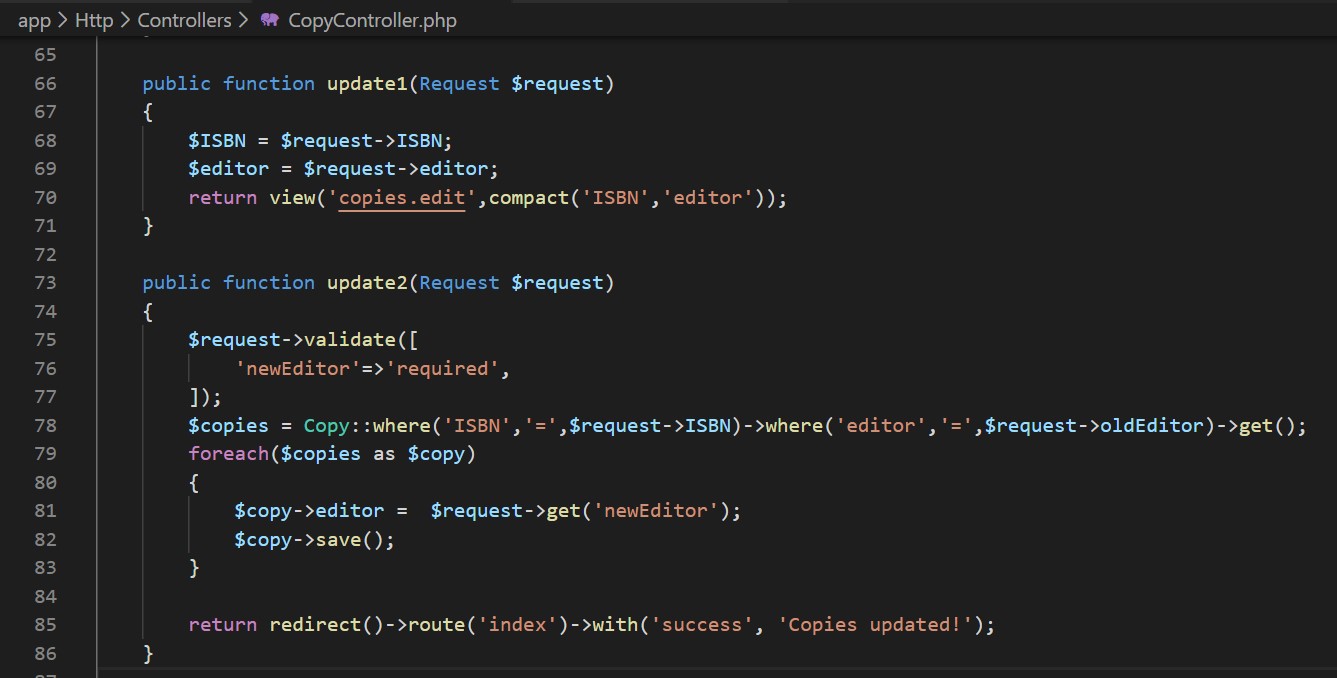 app > Http > Controllers > CopyController.php
65
66 public function update1(Request $request)
67 {
68 $ISBN = $request->ISBN;
69 $editor = $request->editor;
70 return view('copies.edit',compact('ISBN','editor'));
71 }
72
73 public function update2(Request $request)
74 {
75 $request->validate([
76 'newEditor'=>'required',
77 ]);
78 $copies = Copy::where('ISBN','=',$request->ISBN)->where('editor','=',$request->oldEditor)->get();
79 foreach($copies as $copy)
80 {
81 $copy->editor =  $request->get('newEditor');
82 $copy->save();
83 }
84
85 return redirect()->route('index')->with('success', 'Copies updated!');
86 }